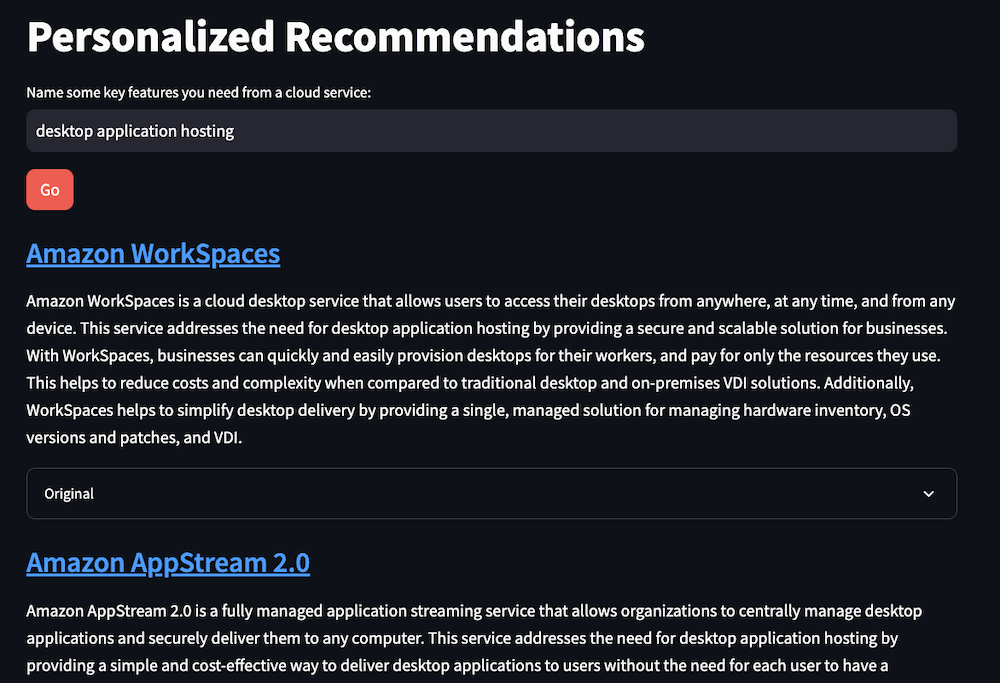 Personalized Recommendations
Name some key features you need from a cloud service:
desktop application hosting
Go
Amazon WorkSpaces
Amazon WorkSpaces is a cloud desktop service that allows users to access their desktops from anywhere, at any time, and from any
device. This service addresses the need for desktop application hosting by providing a secure and scalable solution for businesses.
With WorkSpaces, businesses can quickly and easily provision desktops for their workers, and pay for only the resources they use.
This helps to reduce costs and complexity when compared to traditional desktop and on-premises VDI solutions. Additionally,
WorkSpaces helps to simplify desktop delivery by providing a single, managed solution for managing hardware inventory, OS
versions and patches, and VDI.
Original
Amazon AppStream 2.0
Amazon AppStream 2.0 is a fully managed application streaming service that allows organizations to centrally manage desktop
applications and securely deliver them to any computer. This service addresses the need for desktop application hosting by
providing a simple and cost-effective way to deliver desktop applications to users without the need for each user to have a